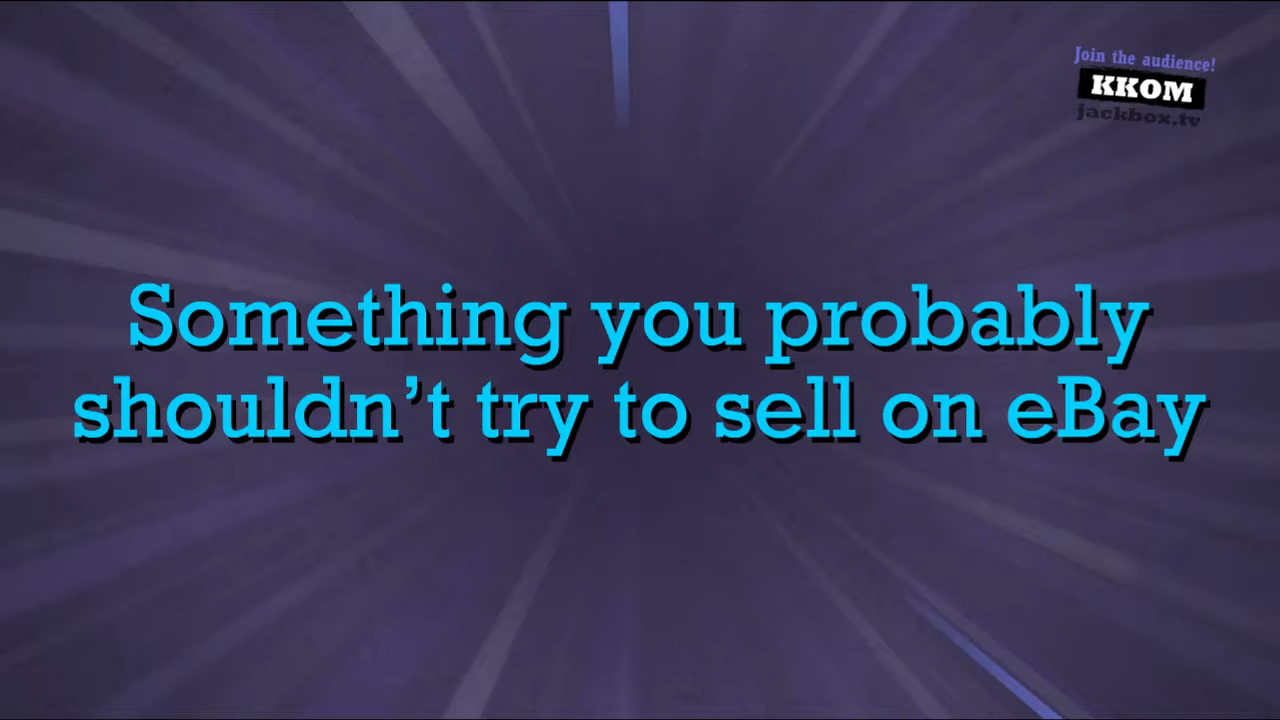 Join the audience!
KKOM
jackbox.tv
Something you probably
shouldn’t try to sell on eBay